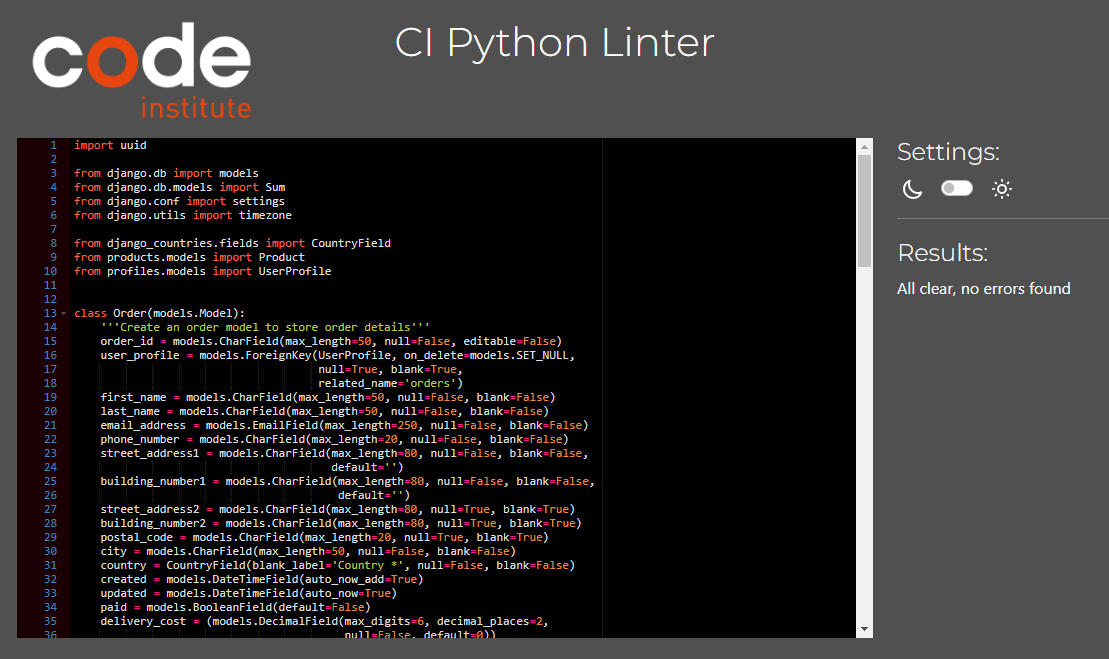 code
institute
CI Python Linter
1 import uuid
2
3 from django.db import models
4 from django.db.models import Sum
5 from django.conf import settings
6 from django.utils import timezone
7
8 from django_countries.fields import CountryField
9 from products.models import Product
10 from profiles.models import UserProfile
11
12
13 class Order(models.Model):
14 '''Create an order model to store order details'''
15 order_id = models.CharField(max_length=50, null=False, editable=False)
16 user_profile = models.ForeignKey(UserProfile, on_delete=models.SET_NULL,
17 null=True, blank=True,
18 related_name='orders')
19 first_name = models.CharField(max_length=50, null=False, blank=False)
20 last_name = models.CharField(max_length=50, null=False, blank=False)
21 email_address = models.EmailField(max_length=250, null=False, blank=False)
22 phone_number = models.CharField(max_length=20, null=False, blank=False)
23 street_address1 = models.CharField(max_length=80, null=False, blank=False,
24 default='')
25 building_number1 = models.CharField(max_length=80, null=False, blank=False,
26 default='')
27 street_address2 = models.CharField(max_length=80, null=True, blank=True)
28 building_number2 = models.CharField(max_length=80, null=True, blank=True)
29 postal_code = models.CharField(max_length=20, null=True, blank=True)
30 city = models.CharField(max_length=50, null=False, blank=False)
31 country = CountryField(blank_label='Country *', null=False, blank=False)
32 created = models.DateTimeField(auto_now_add=True)
33 updated = models.DateTimeField(auto_now=True)
34 paid = models.BooleanField(default=False)
35 delivery_cost = (models.DecimalField(max_digits=6, decimal_places=2,
36 null=False, default=0))
Settings:
Results:
All clear, no errors found